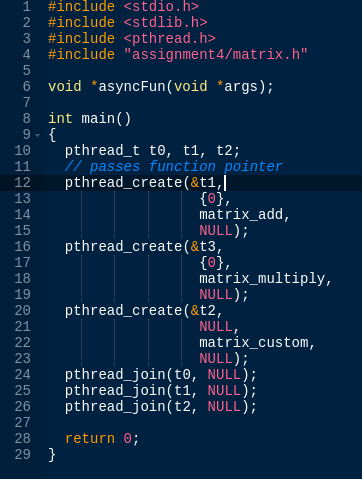 1 #include <stdio.h>
2 #include <stdlib.h>
3 #include <pthread.h>
4 #include "assignment4/matrix.h"
5
6 void *asyncFun(void *args);
7
8 int main()
9 {
10   pthread_t t0, t1, t2;
11   // passes function pointer
12   pthread_create(&t1,
13                   {0},
14                   matrix_add,
15                   NULL);
16   pthread_create(&t3,
17                   {0},
18                   matrix_multiply,
19                   NULL);
20   pthread_create(&t2,
21                   NULL,
22                   matrix_custom,
23                   NULL);
24   pthread_join(t0, NULL);
25   pthread_join(t1, NULL);
26   pthread_join(t2, NULL);
27
28   return 0;
29 }